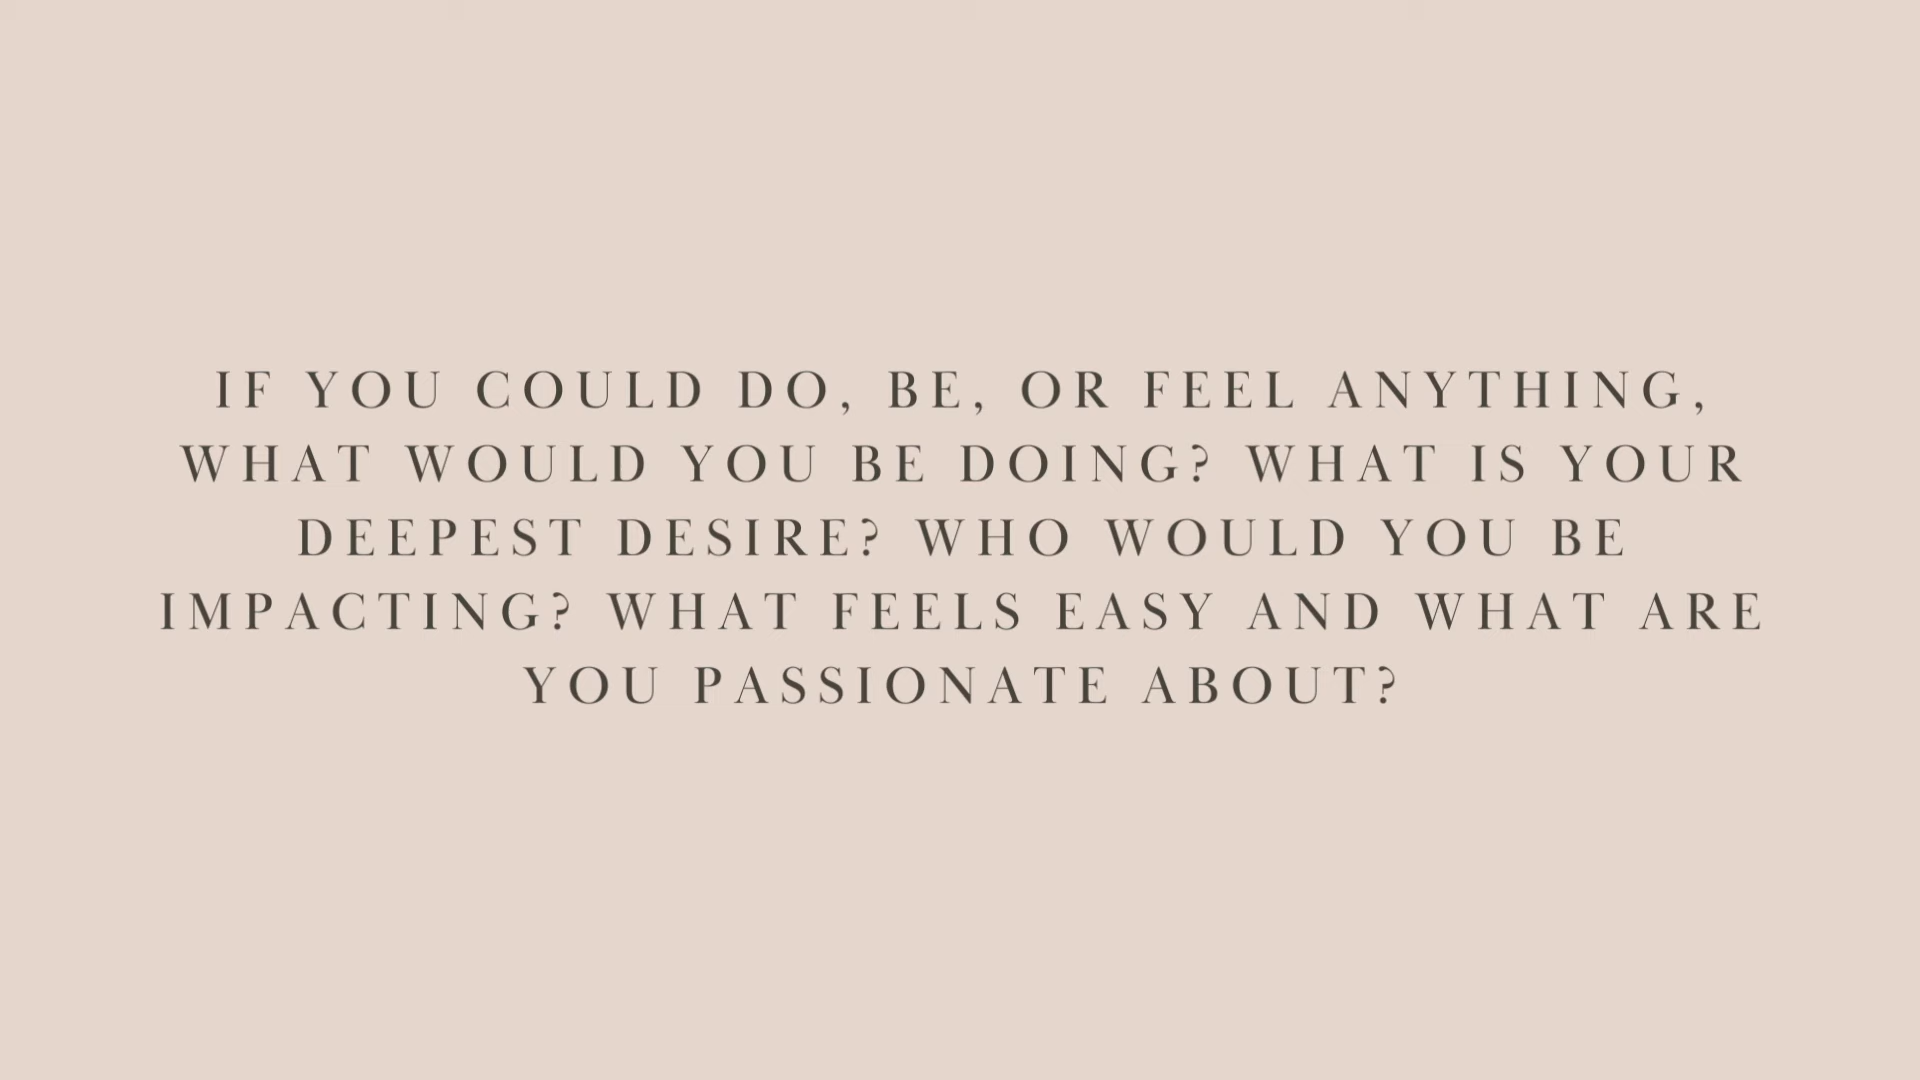 IF YOU COULD DO, BE, OR FEEL ANYTHING,
WHAT WOULD YOU BE DOING? WHAT IS YOUR
DEEPEST DESIRE? WHO WOULD YOU BE
IMPACTING? WHAT FEELS EASY AND WHAT ARE
YOU PASSIONATE ABOUT?